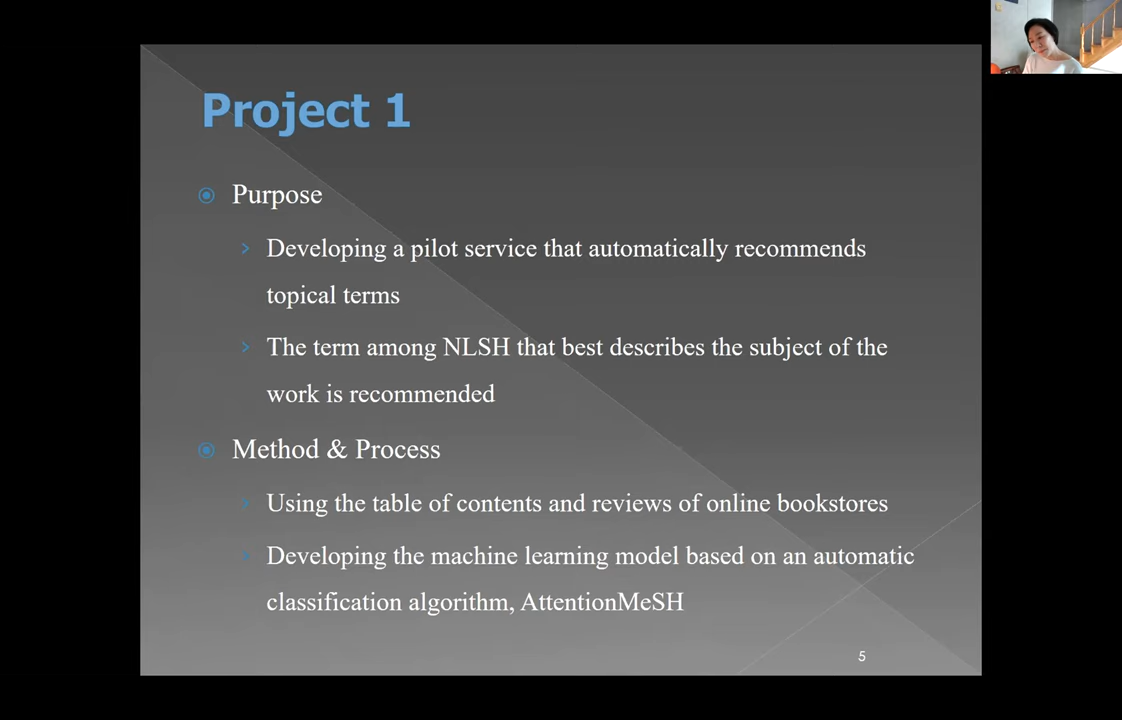 Project 1
Purpose
Developing a pilot service that automatically recommends
topical terms
The term among NLSH that best describes the subject of the
work is recommended
Method & Process
Using the table of contents and reviews of online bookstores
Developing the machine learning model based on an automatic
classification algorithm, AttentionMeSH
5